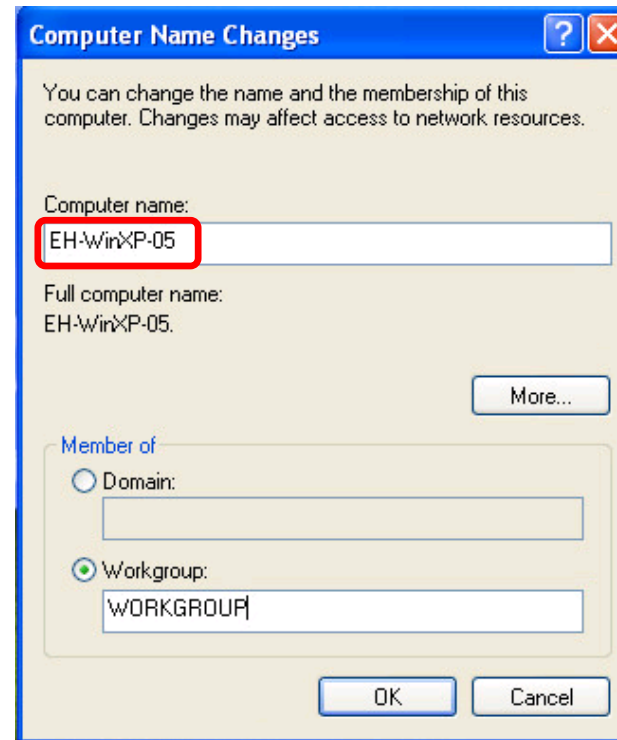 Computer Name Changes
You can change the name and the membership of this
computer. Changes may affect access to network resources.
Computer name:
EH-WinXP-05
Full computer name:
EH-WinXP-05.
More...
Member of
Domain:
Workgroup:
WORKGROUP
OK Cancel